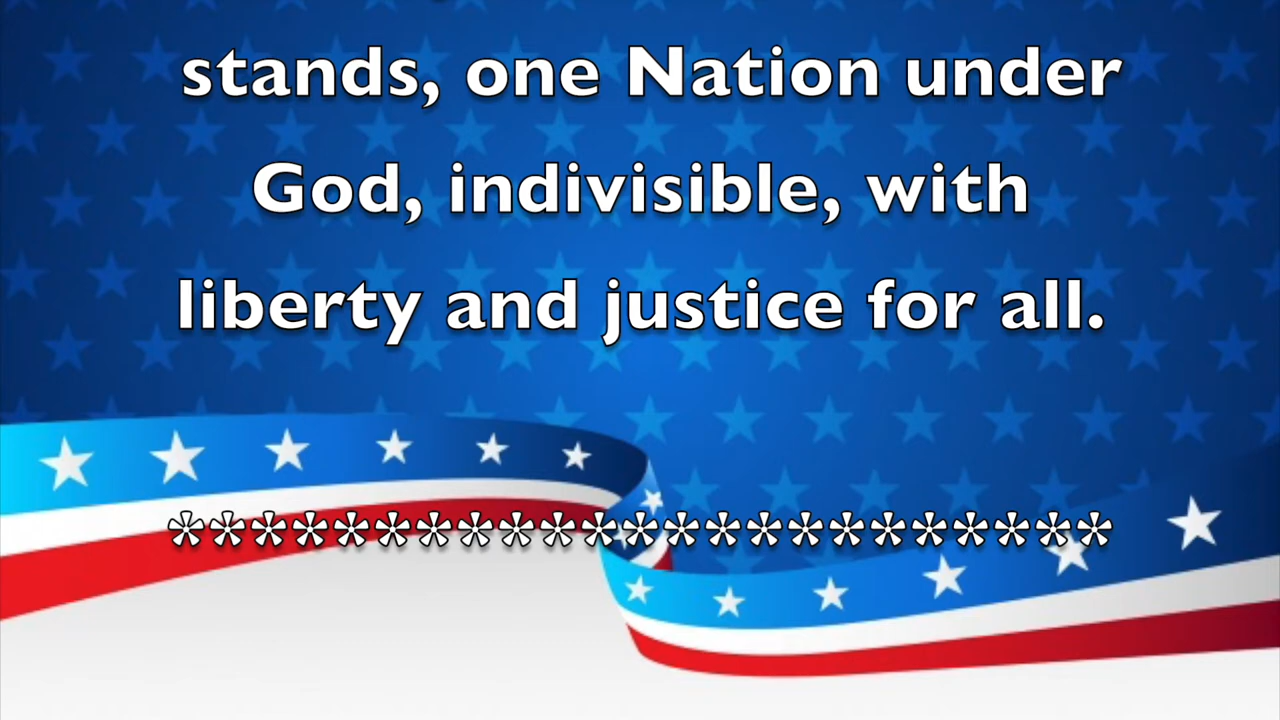 stands, one Nation under
God, indivisible, with
liberty and justice for all.
***********************